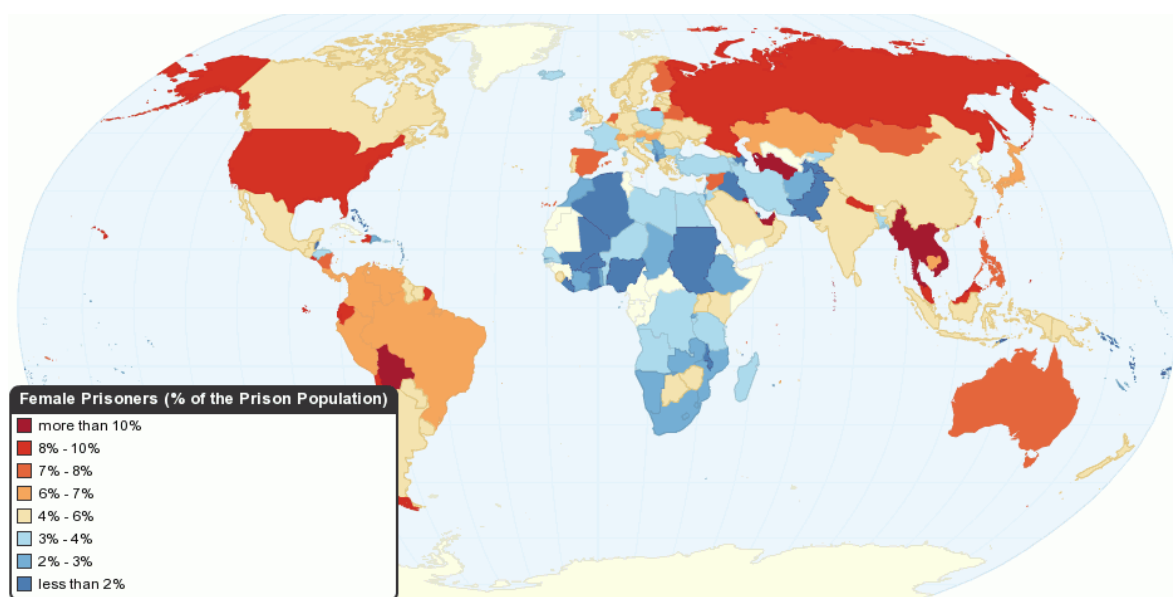 Female Prisoners (% of the Prison Population)
more than 10%
8% - 10%
7% - 8%
6% - 7%
4% - 6%
3% - 4%
2% - 3%
less than 2%